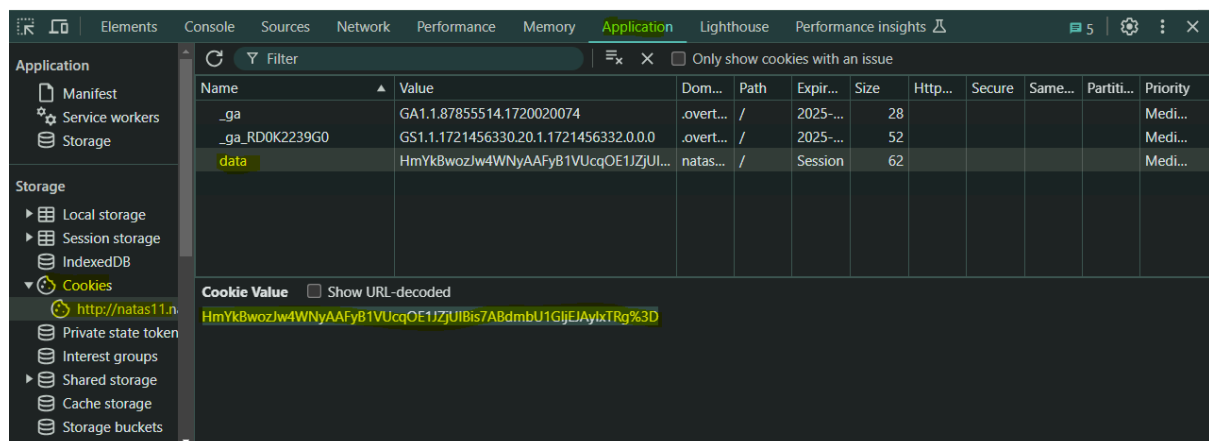 Elements Console Sources Network Performance Memory Application Lighthouse Performance insights 5
Application
Manifest
Service workers
Storage
Storage
Local storage
Session storage
IndexedDB
Cookies
http://natas11.n
Private state token
Interest groups
Shared storage
Cache storage
Storage buckets
Filter Only show cookies with an issue
Name Value Dom... Path Expir... Size Http... Secure Same... Partiti... Priority
_ga GA1.1.87855514.1720020074 .overt... / 2025-... 28 Medi...
_ga_RD0K2239G0 GS1.1.1721456330.20.1.1721456332.0.0.0 .overt... / 2025-... 52 Medi...
data HmYkBwozJw4WNyAAFyB1VUcqOE1JZjUI... natas... / Session 62 Medi...
Cookie Value Show URL-decoded
HmYkBwozJw4WNyAAFyB1VUcqOE1JZjUIBis7ABdmbU1GIjEJAyIxTRg%3D